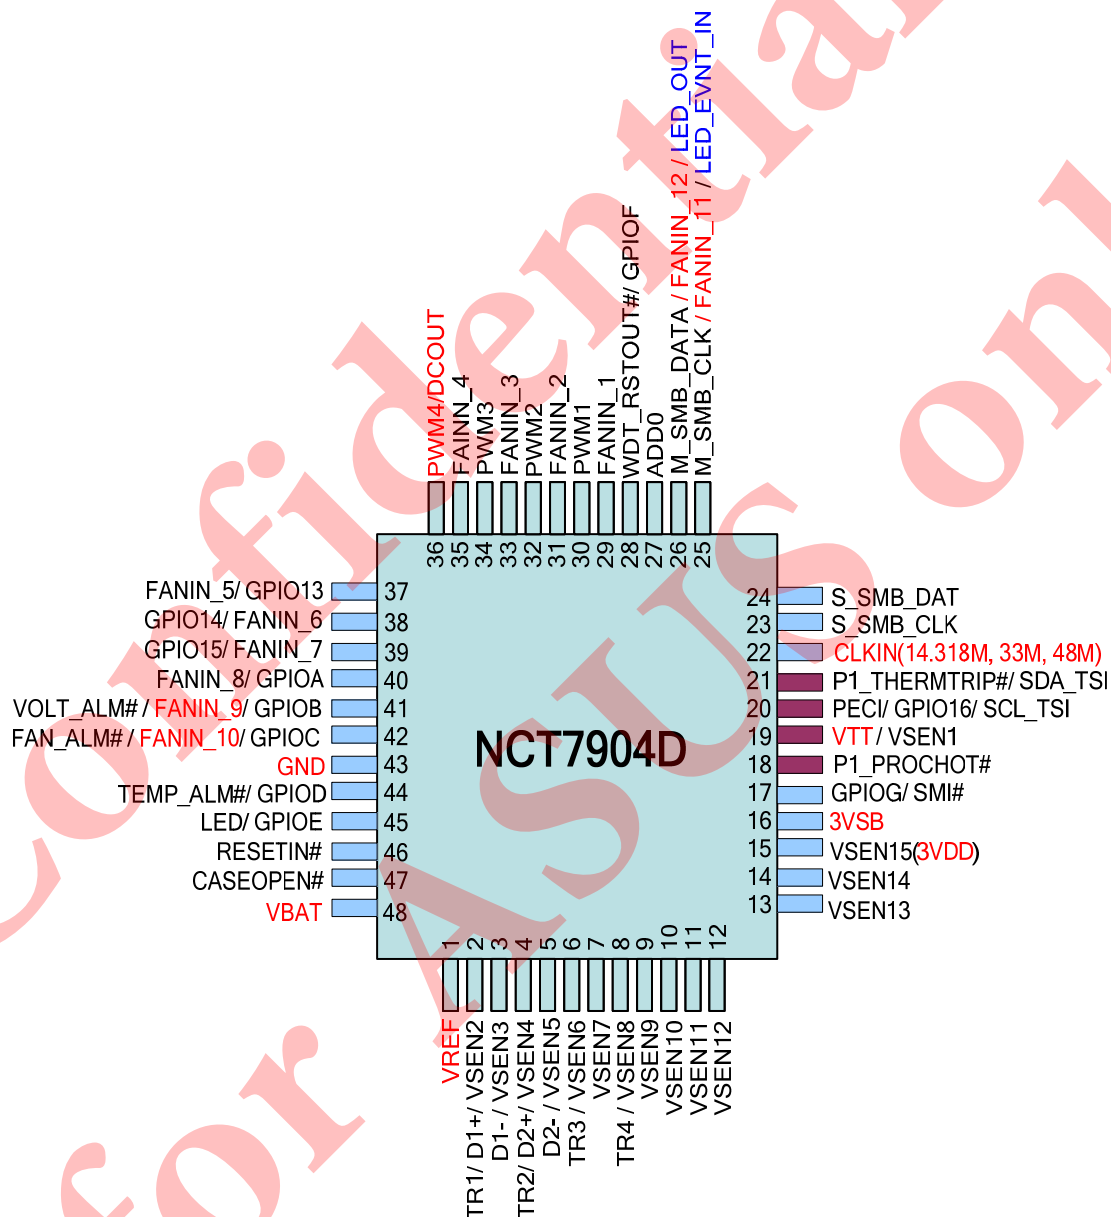 Confidential
for ASUS onl
M_SMB_CLK / FANIN_11 / LED_EVNT_IN
M_SMB_DATA / FANIN_12 / LED_OUT
ADD0
WDT_RSTOUT#/ GPIOF
FANIN_1
PWM1
FANIN_2
PWM2
FANIN_3
PWM3
FAINN_4
PWM4/DCOUT
36 35 34 33 32 31 30 29 28 27 26 25
FANIN_5/ GPIO13 37
GPIO14/ FANIN_6 38
GPIO15/ FANIN_7 39
FANIN_8/ GPIOA 40
VOLT_ALM# / FANIN_9/ GPIOB 41
FAN_ALM# / FANIN_10/ GPIOC 42
GND 43
TEMP_ALM#/ GPIOD 44
LED/ GPIOE 45
RESETIN# 46
CASEOPEN# 47
VBAT 48
NCT7904D
24 S_SMB_DAT
23 S_SMB_CLK
22 CLKIN(14.318M, 33M, 48M)
21 P1_THERMTRIP#/ SDA_TSI
20 PECI/ GPIO16/ SCL_TSI
19 VTT / VSEN1
18 P1_PROCHOT#
17 GPIOG/ SMI#
16 3VSB
15 VSEN15(3VDD)
14 VSEN14
13 VSEN13
1 2 3 4 5 6 7 8 9 10 11 12
VREF
TR1/ D1+/ VSEN2
D1- / VSEN3
TR2/ D2+/ VSEN4
D2- / VSEN5
TR3 / VSEN6
VSEN7
TR4 / VSEN8
VSEN9
VSEN10
VSEN11
VSEN12